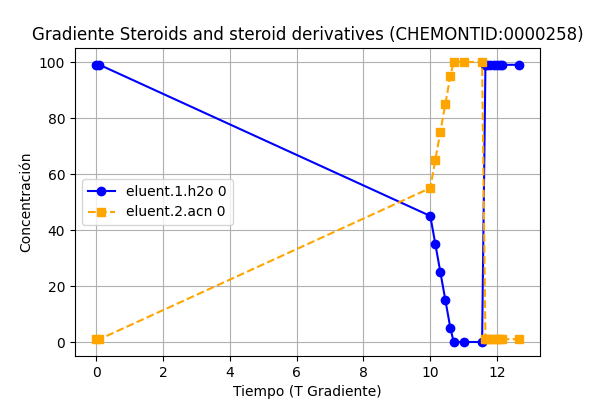 Gradiente Steroids and steroid derivatives (CHEMONTID:0000258)
100
80
60
40
20
0
Concentración
eluent.1.h2o 0
eluent.2.acn 0
0 2 4 6 8 10 12
Tiempo (T Gradiente)